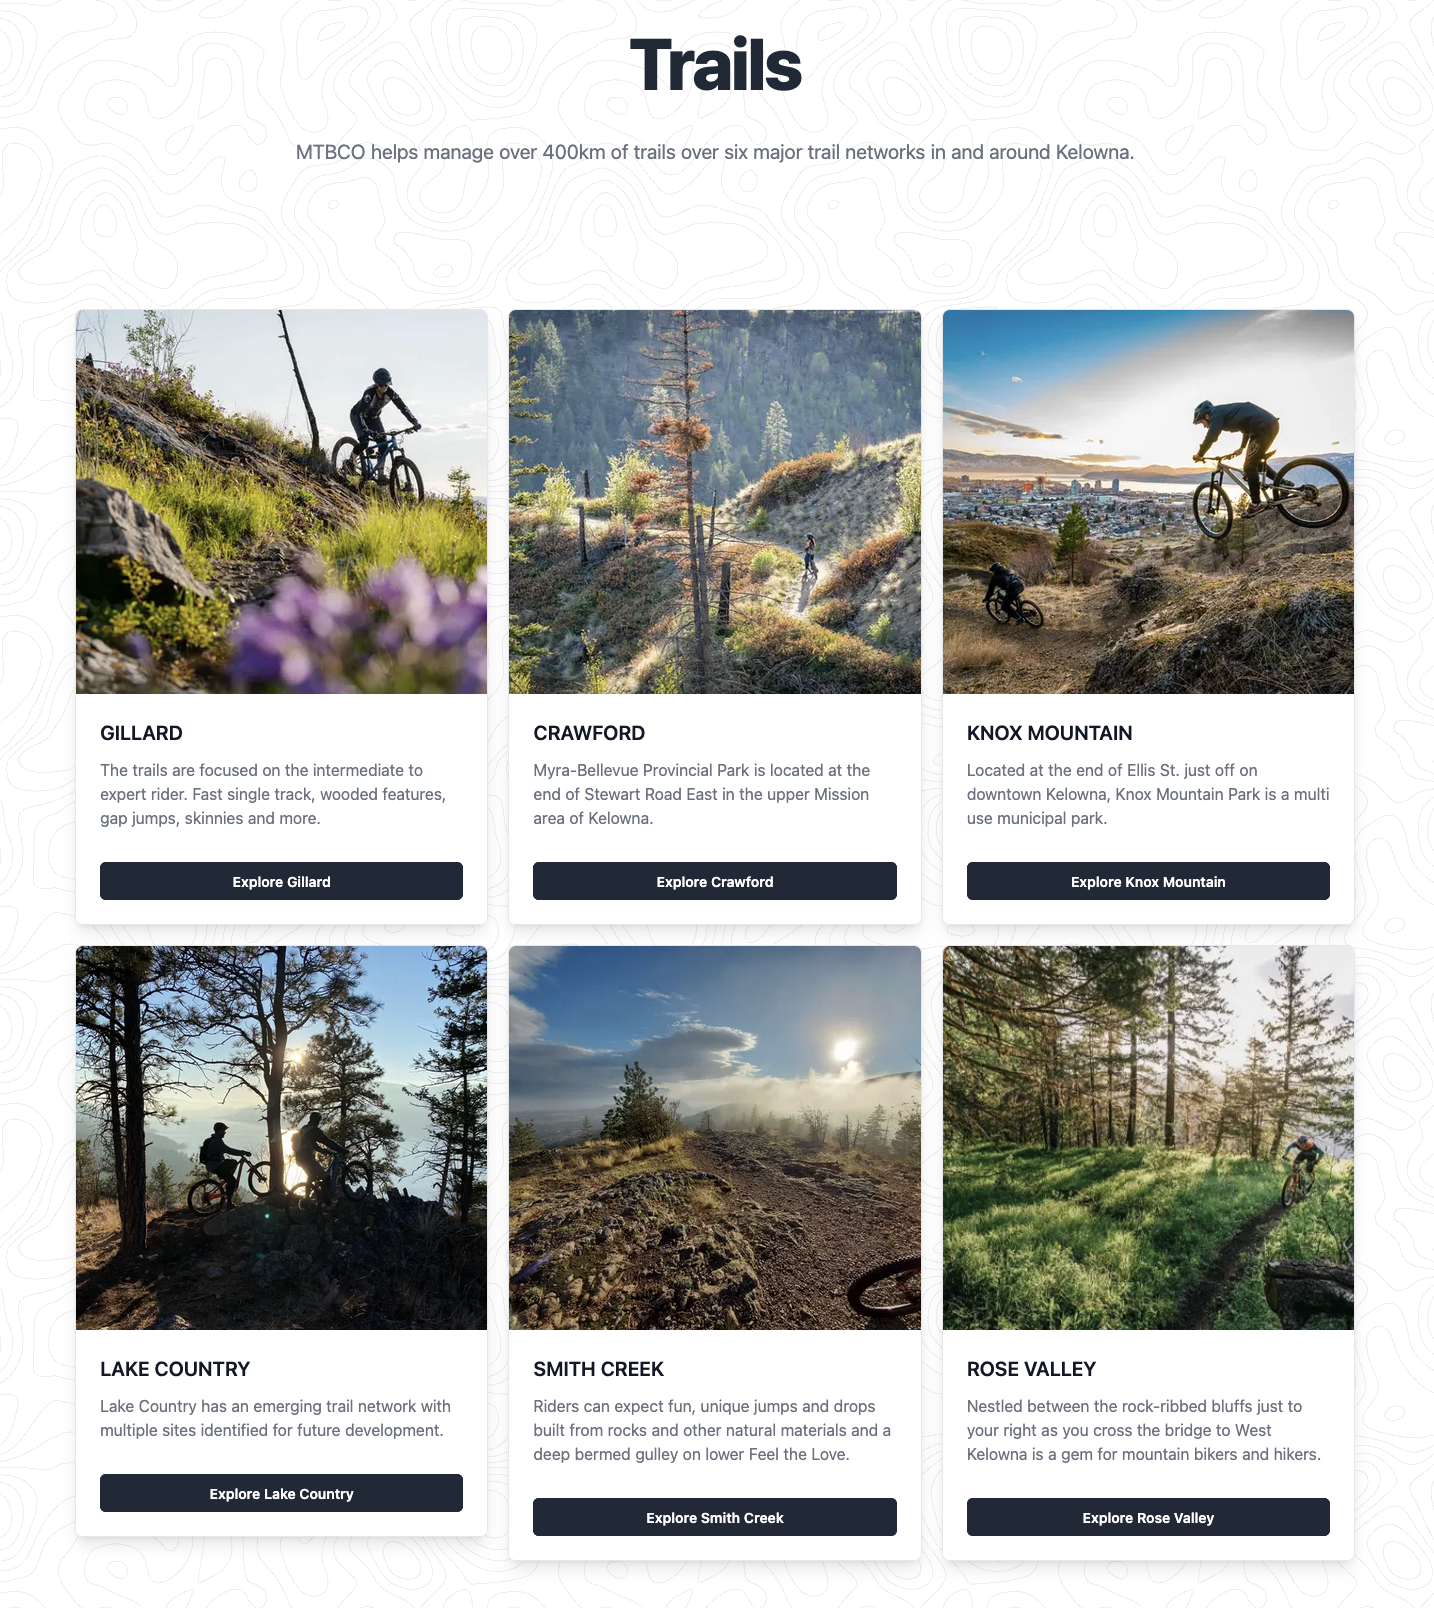 Trails
MTBCO helps manage over 400km of trails over six major trail networks in and around Kelowna.
GILLARD
The trails are focused on the intermediate to
expert rider. Fast single track, wooded features,
gap jumps, skinnies and more.
Explore Gillard
CRAWFORD
Myra-Bellevue Provincial Park is located at the
end of Stewart Road East in the upper Mission
area of Kelowna.
Explore Crawford
KNOX MOUNTAIN
Located at the end of Ellis St. just off on
downtown Kelowna, Knox Mountain Park is a multi
use municipal park.
Explore Knox Mountain
LAKE COUNTRY
Lake Country has an emerging trail network with
multiple sites identified for future development.
Explore Lake Country
SMITH CREEK
Riders can expect fun, unique jumps and drops
built from rocks and other natural materials and a
deep bermed gulley on lower Feel the Love.
Explore Smith Creek
ROSE VALLEY
Nestled between the rock-ribbed bluffs just to
your right as you cross the bridge to West
Kelowna is a gem for mountain bikers and hikers.
Explore Rose Valley